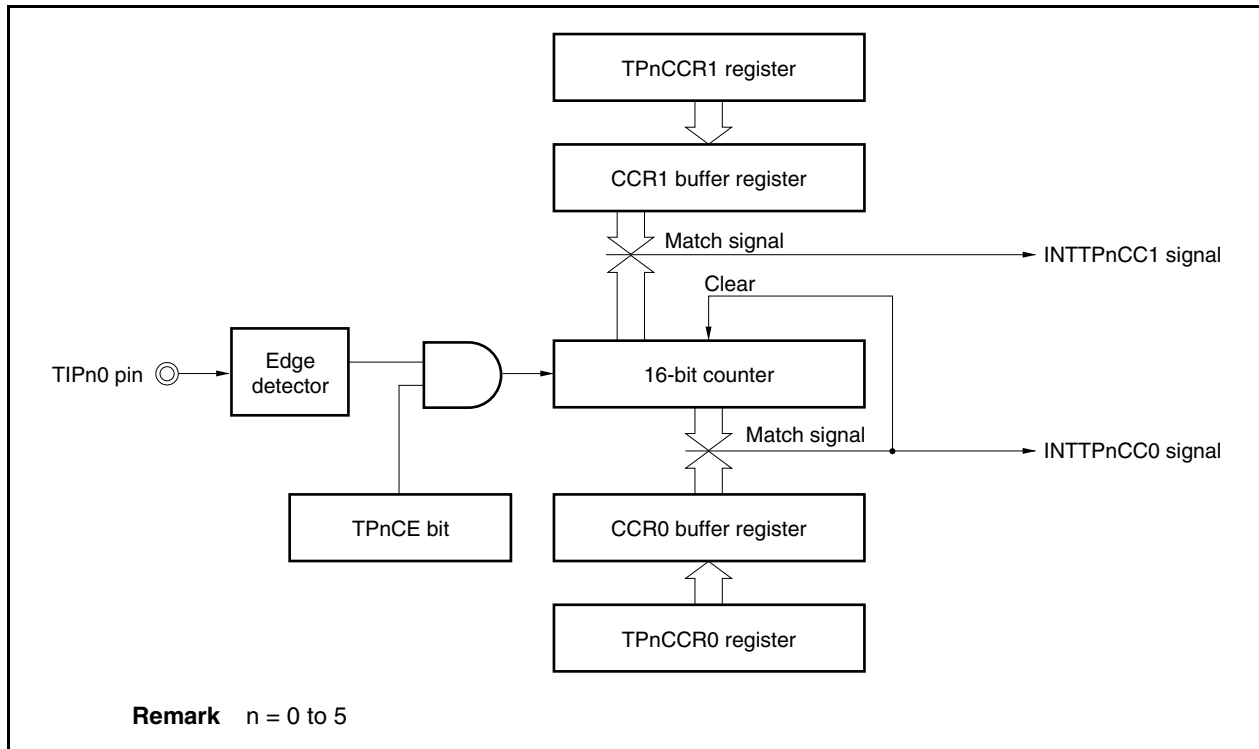 TPnCCR1 register
CCR1 buffer register
Match signal
INTTPnCC1 signal
Clear
TIPn0 pin
Edge
detector
16-bit counter
Match signal
INTTPnCC0 signal
TPnCE bit
CCR0 buffer register
TPnCCR0 register
Remark n = 0 to 5